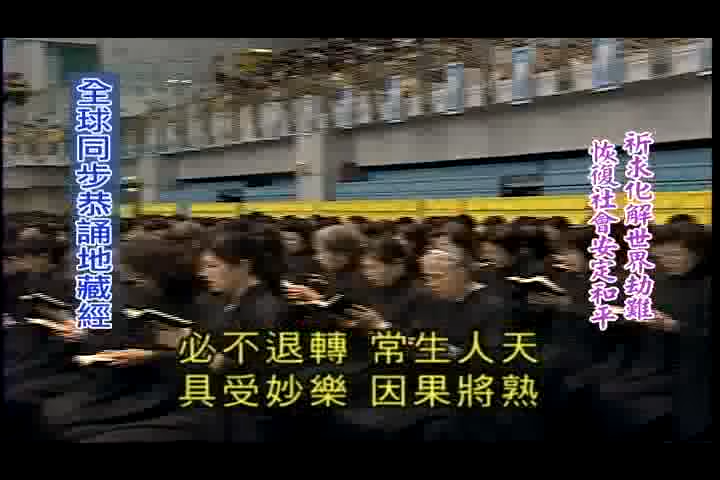 全球同步恭誦地藏經
祈求化解世界劫難
恢復社會安定和平
必不退轉 常生人天
具受妙樂 因果將熟